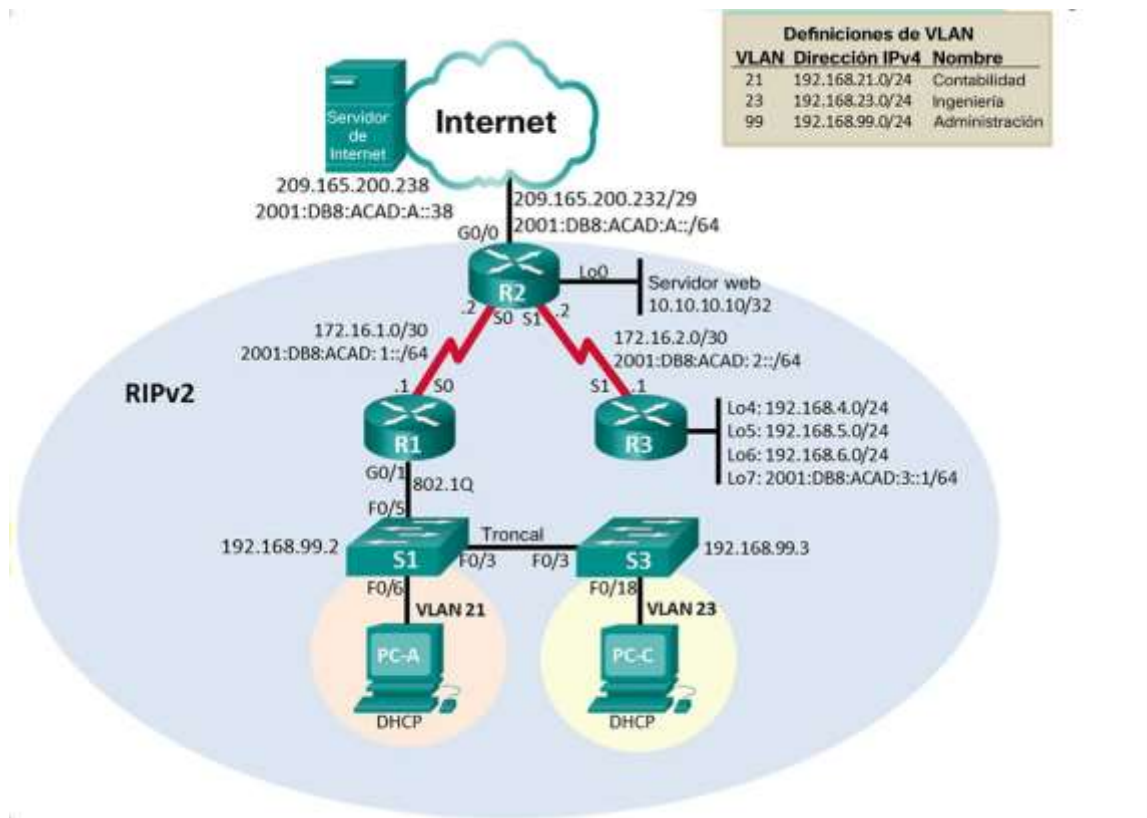 Definiciones de VLAN
VLAN Dirección IPv4 Nombre
21 192.168.21.0/24 Contabilidad
23 192.168.23.0/24 Ingeniería
99 192.168.99.0/24 Administración
Servidor
de
Internet
Internet
209.165.200.238
2001:DB8:ACAD:A::38
209.165.200.232/29
2001:DB8:ACAD:A::/64
G0/0
R2
Lo0
Servidor web
10.10.10.10/32
.2
S0
S1
.2
172.16.1.0/30
2001:DB8:ACAD: 1::/64
172.16.2.0/30
2001:DB8:ACAD: 2::/64
RIPv2
.1
S0
S1
.1
R1
R3
Lo4: 192.168.4.0/24
Lo5: 192.168.5.0/24
Lo6: 192.168.6.0/24
Lo7: 2001:DB8:ACAD:3::1/64
G0/1
802.1Q
F0/5
192.168.99.2
S1
Troncal
F0/3
F0/3
S3
192.168.99.3
F0/6
VLAN 21
F0/18
VLAN 23
PC-A
PC-C
DHCP
DHCP